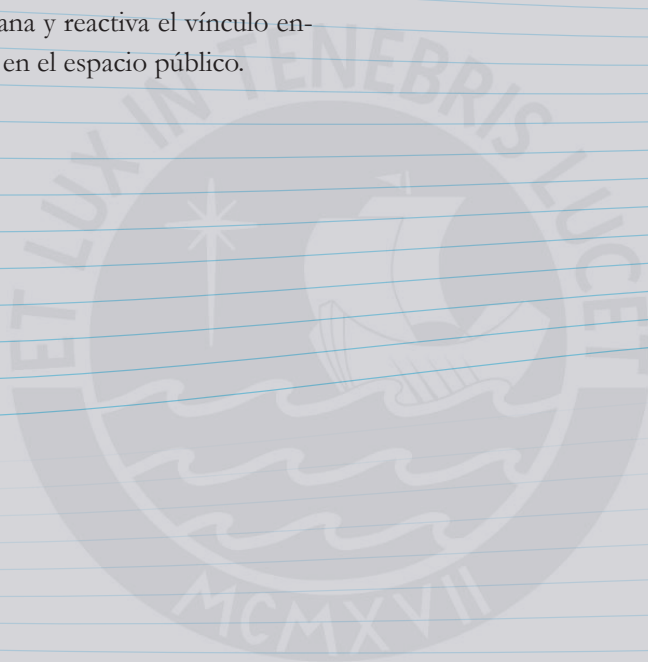 ana y reactiva el vínculo en-
en el espacio público.
ET LUX IN TENEBRIS LUCET
MCMXVII